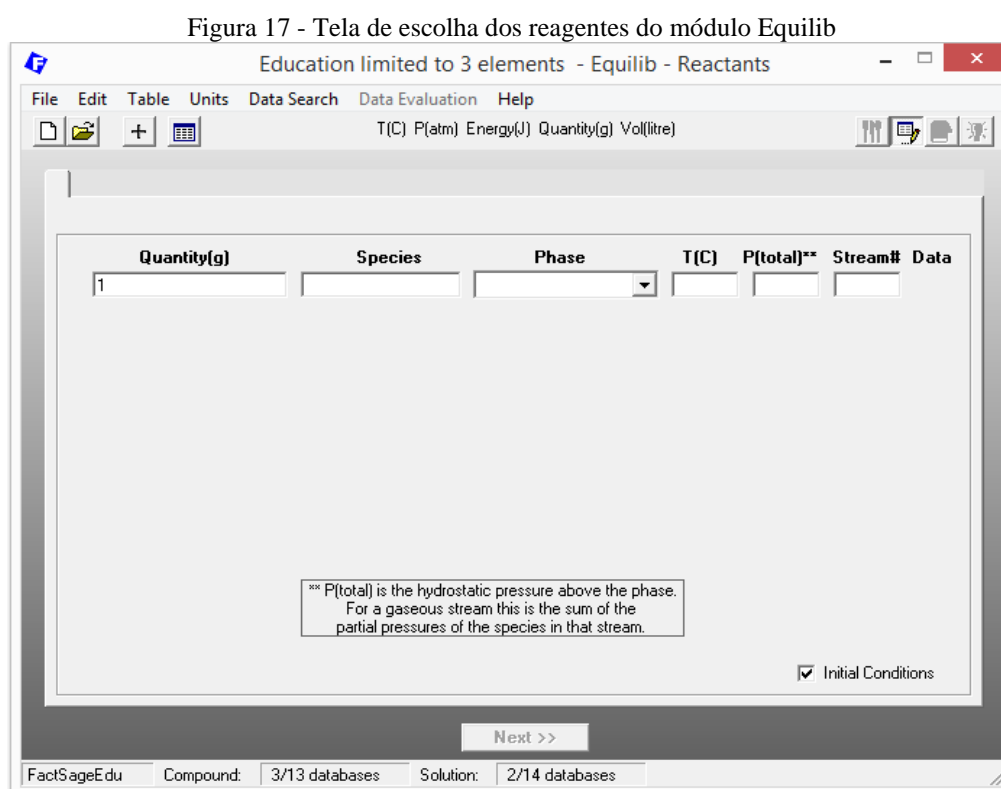 Figura 17 - Tela de escolha dos reagentes do módulo Equilib
Education limited to 3 elements - Equilib - Reactants
File Edit Table Units Data Search Data Evaluation Help
T(C) P(atm) Energy(J) Quantity(g) Vol(litre)
Quantity(g) Species Phase T(C) P(total)** Stream# Data
1
** P(total) is the hydrostatic pressure above the phase.
For a gaseous stream this is the sum of the
partial pressures of the species in that stream.
Initial Conditions
Next >>
FactSageEdu Compound: 3/13 databases Solution: 2/14 databases